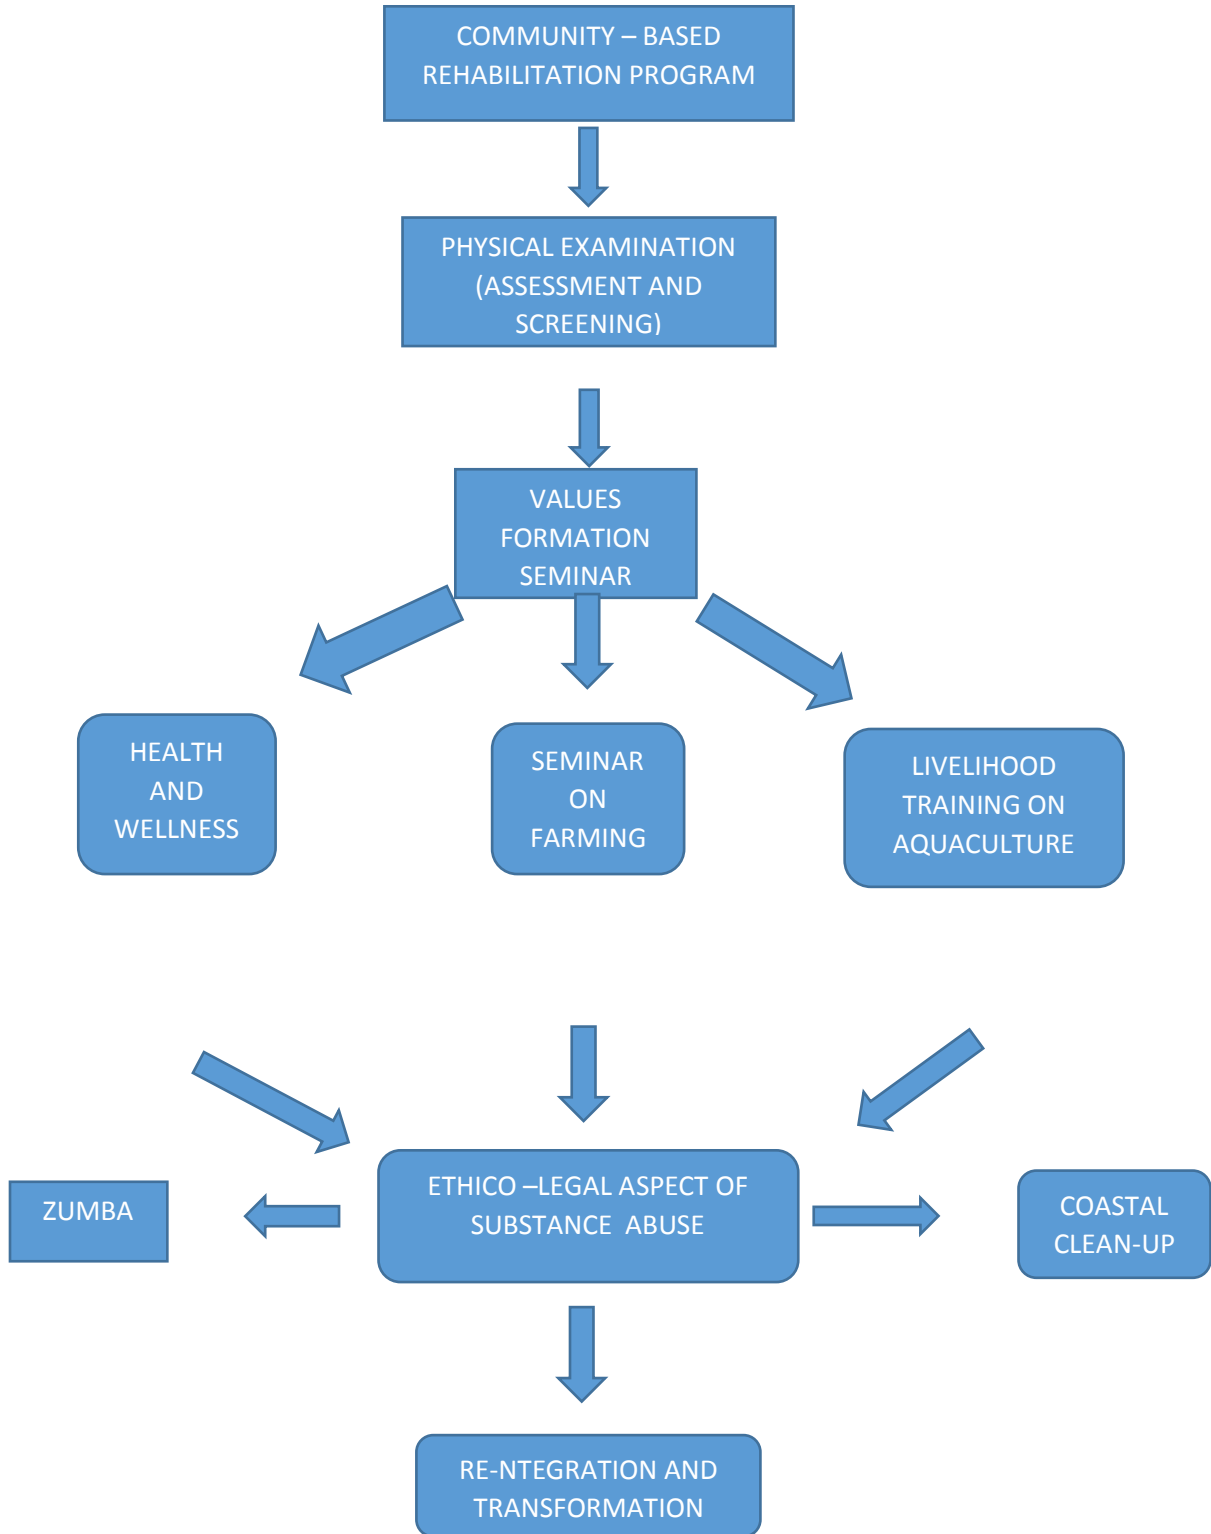 COMMUNITY – BASED
REHABILITATION PROGRAM
PHYSICAL EXAMINATION
(ASSESSMENT AND
SCREENING)
VALUES
FORMATION
SEMINAR
HEALTH
AND
WELLNESS
SEMINAR
ON
FARMING
LIVELIHOOD
TRAINING ON
AQUACULTURE
ZUMBA
ETHICO –LEGAL ASPECT OF
SUBSTANCE ABUSE
COASTAL
CLEAN-UP
RE-NTEGRATION AND
TRANSFORMATION